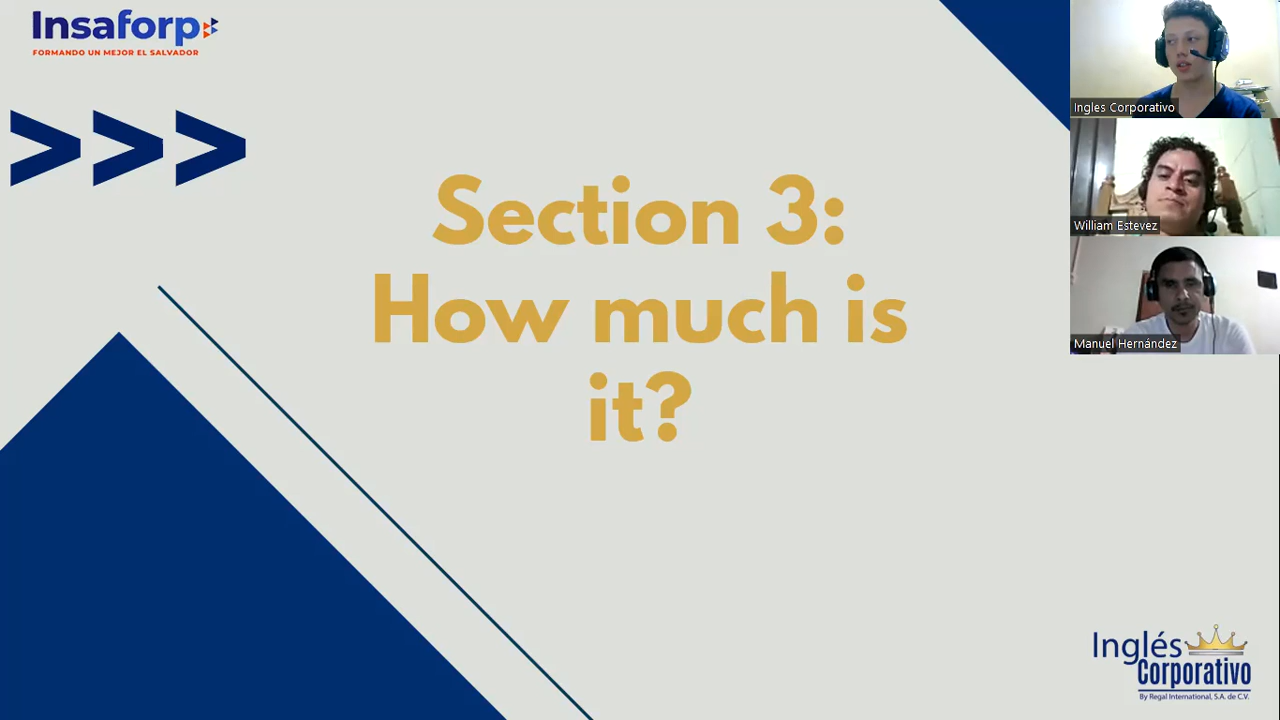 Insaforp
FORMANDO UN MEJOR EL SALVADOR
>>>
Section 3:
How much is
it?
Ingles Corporativo
William Estevez
Manuel Hernández
Inglés
Corporativo
By Regal International, S.A. de C.V.